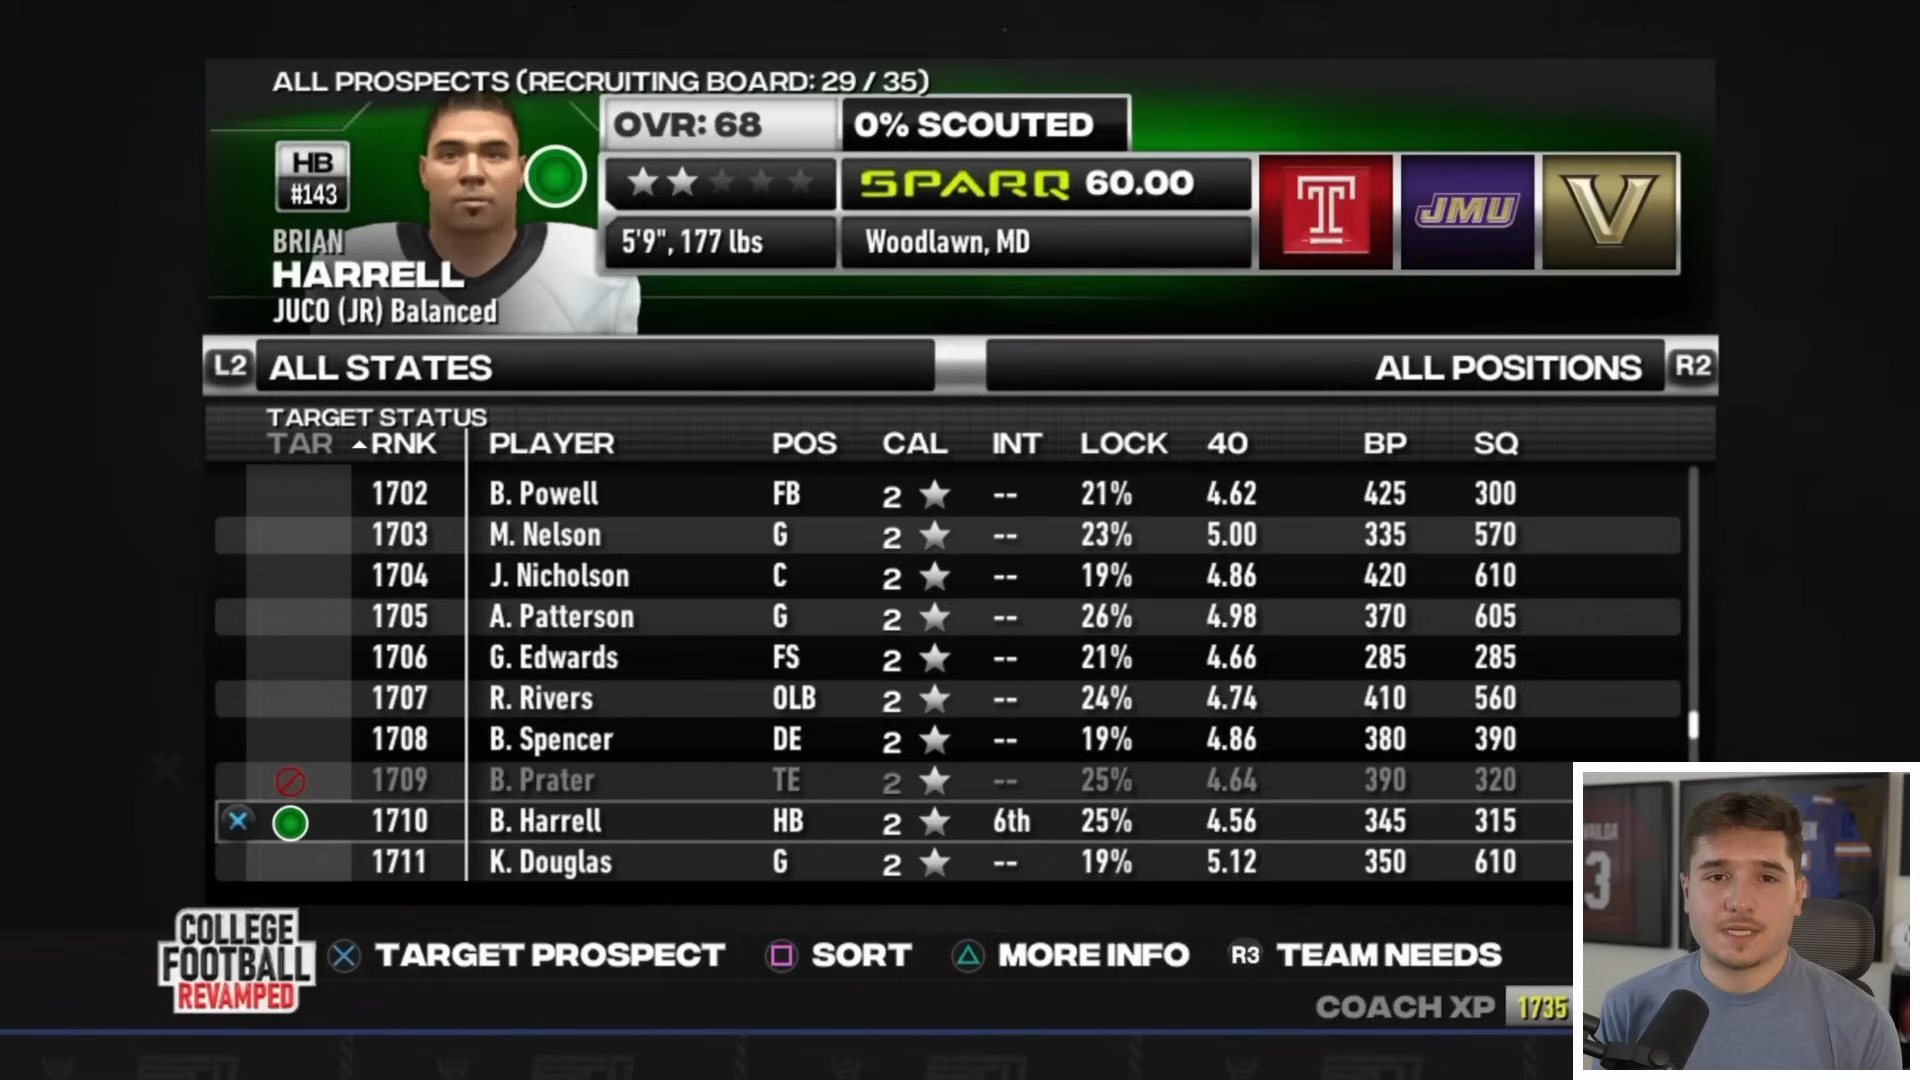 ALL PROSPECTS (RECRUITING BOARD: 29 / 35)
OVR: 68 0% SCOUTED
HB
#143
SPARQ 60.00
T JMU V
BRIAN
HARRELL
JUCO (JR) Balanced
5'9", 177 lbs Woodlawn, MD
L2 ALL STATES ALL POSITIONS R2
TARGET STATUS
TAR RNK PLAYER POS CAL INT LOCK 40 BP SQ
1702 B. Powell FB 2 -- 21% 4.62 425 300
1703 M. Nelson G 2 -- 23% 5.00 335 570
1704 J. Nicholson C 2 -- 19% 4.86 420 610
1705 A. Patterson G 2 -- 26% 4.98 370 605
1706 G. Edwards FS 2 -- 21% 4.66 285 285
1707 R. Rivers OLB 2 -- 24% 4.74 410 560
1708 B. Spencer DE 2 -- 19% 4.86 380 390
1709 B. Prater TE 2 -- 25% 4.64 390 320
1710 B. Harrell HB 2 6th 25% 4.56 345 315
1711 K. Douglas G 2 -- 19% 5.12 350 610
COLLEGE
FOOTBALL
REVAMPED
TARGET PROSPECT SORT MORE INFO R3 TEAM NEEDS
COACH XP 1735
3